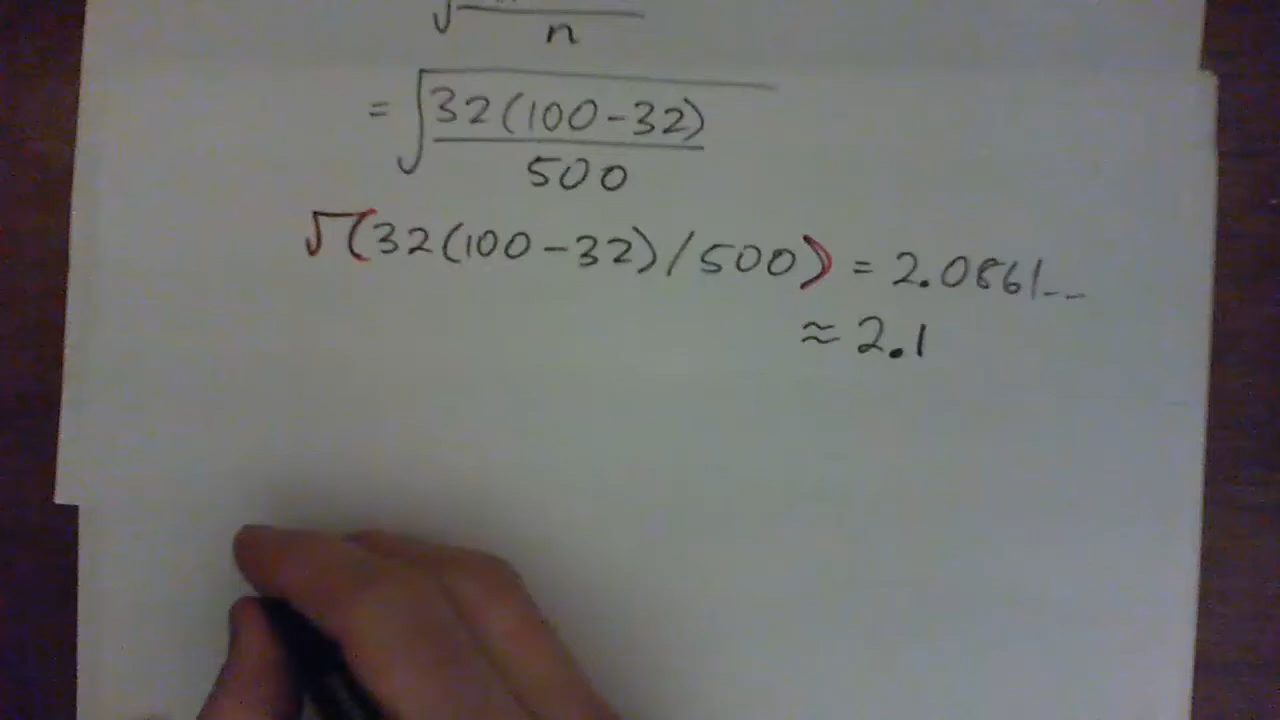 √
n
= √32(100-32)
500
√(32(100-32)/500) = 2.0861...
≈ 2.1